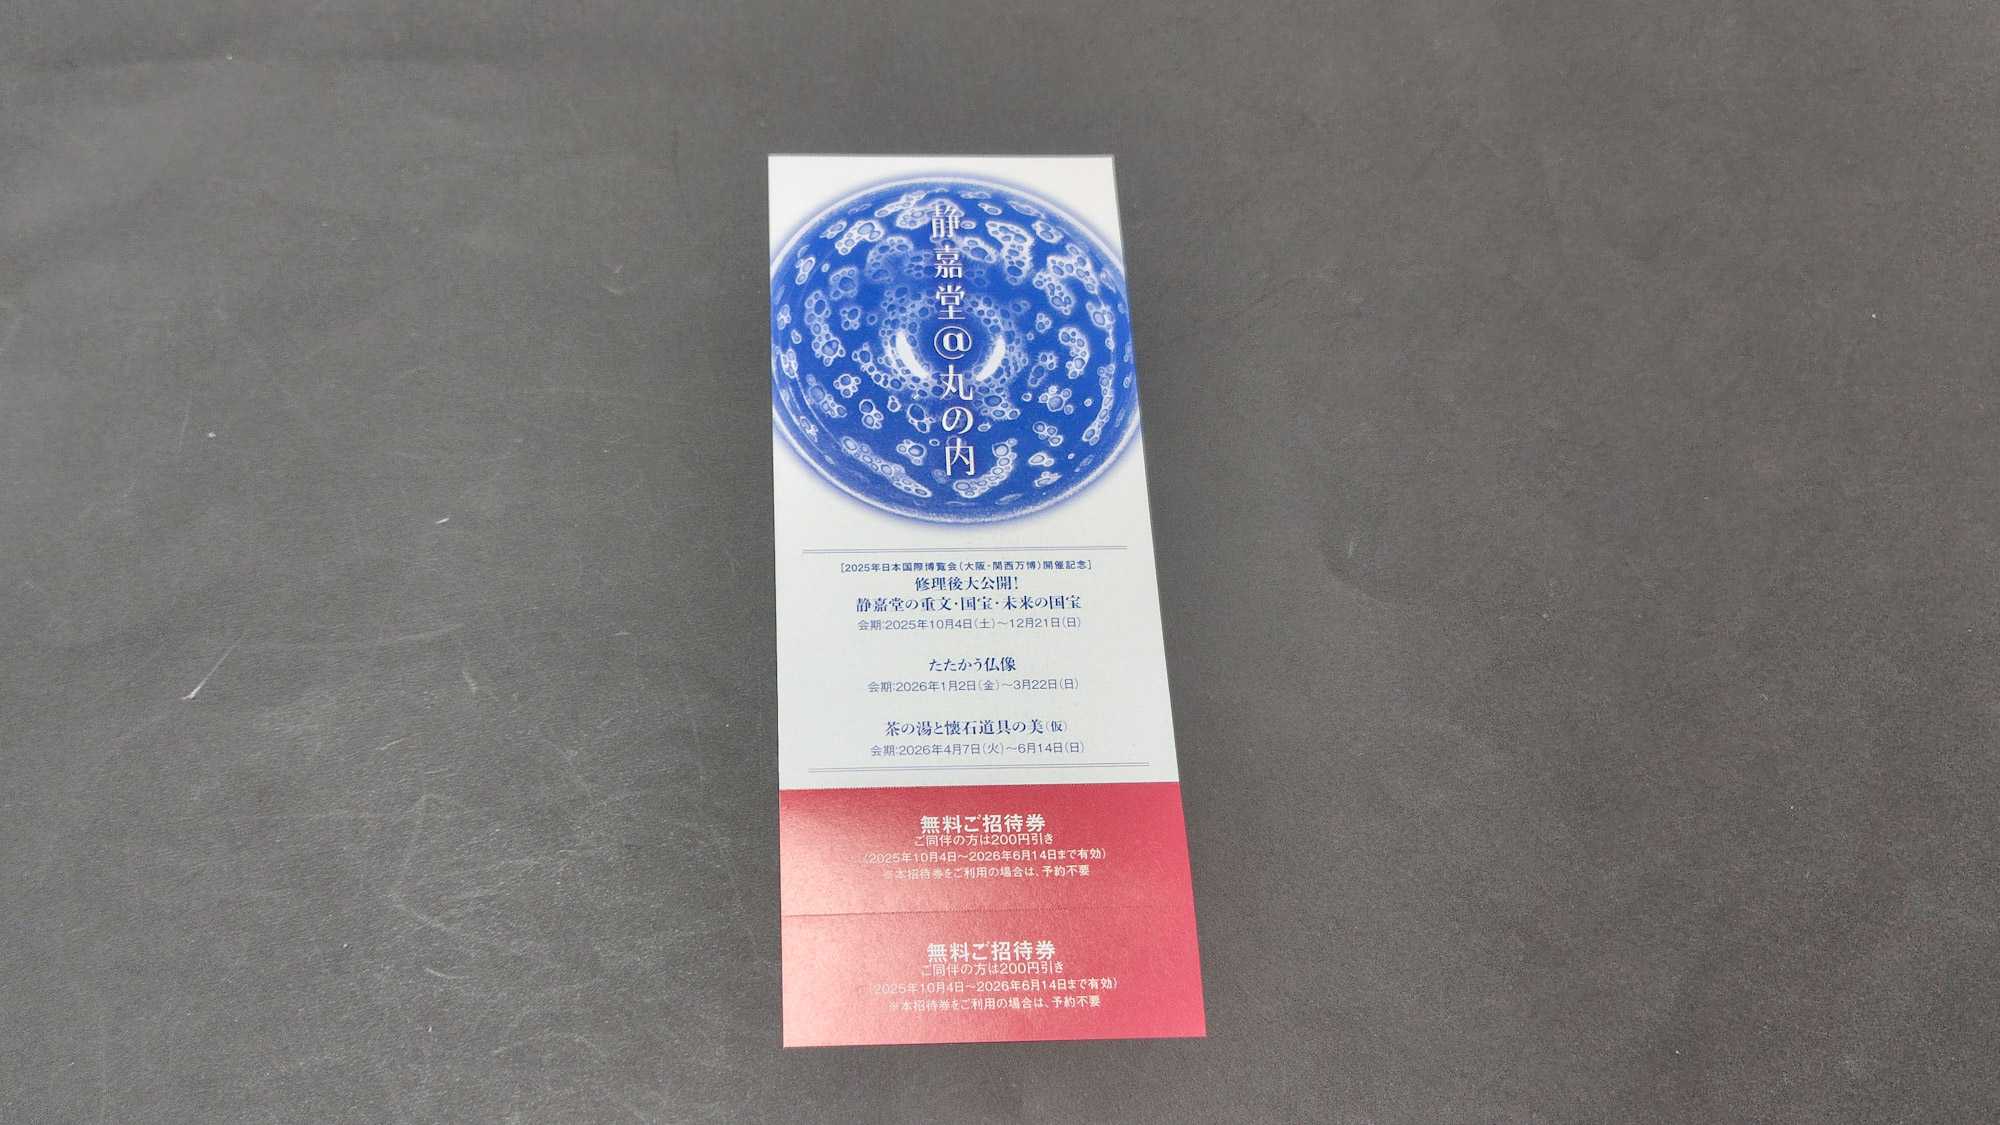 静嘉堂@丸の内
[2025年日本国際博覧会(大阪・関西万博)開催記念]
修理後大公開!
静嘉堂の重文・国宝・未来の国宝
会期:2025年10月4日(土)〜12月21日(日)
たたかう仏像
会期:2026年1月2日(金)〜3月22日(日)
茶の湯と懐石道具の美(仮)
会期:2026年4月7日(火)〜6月14日(日)
無料ご招待券
ご同伴の方は200円引き
(2025年10月4日〜2026年6月14日まで有効)
※本招待券をご利用の場合は、予約不要
無料ご招待券
ご同伴の方は200円引き
(2025年10月4日〜2026年6月14日まで有効)
※本招待券をご利用の場合は、予約不要